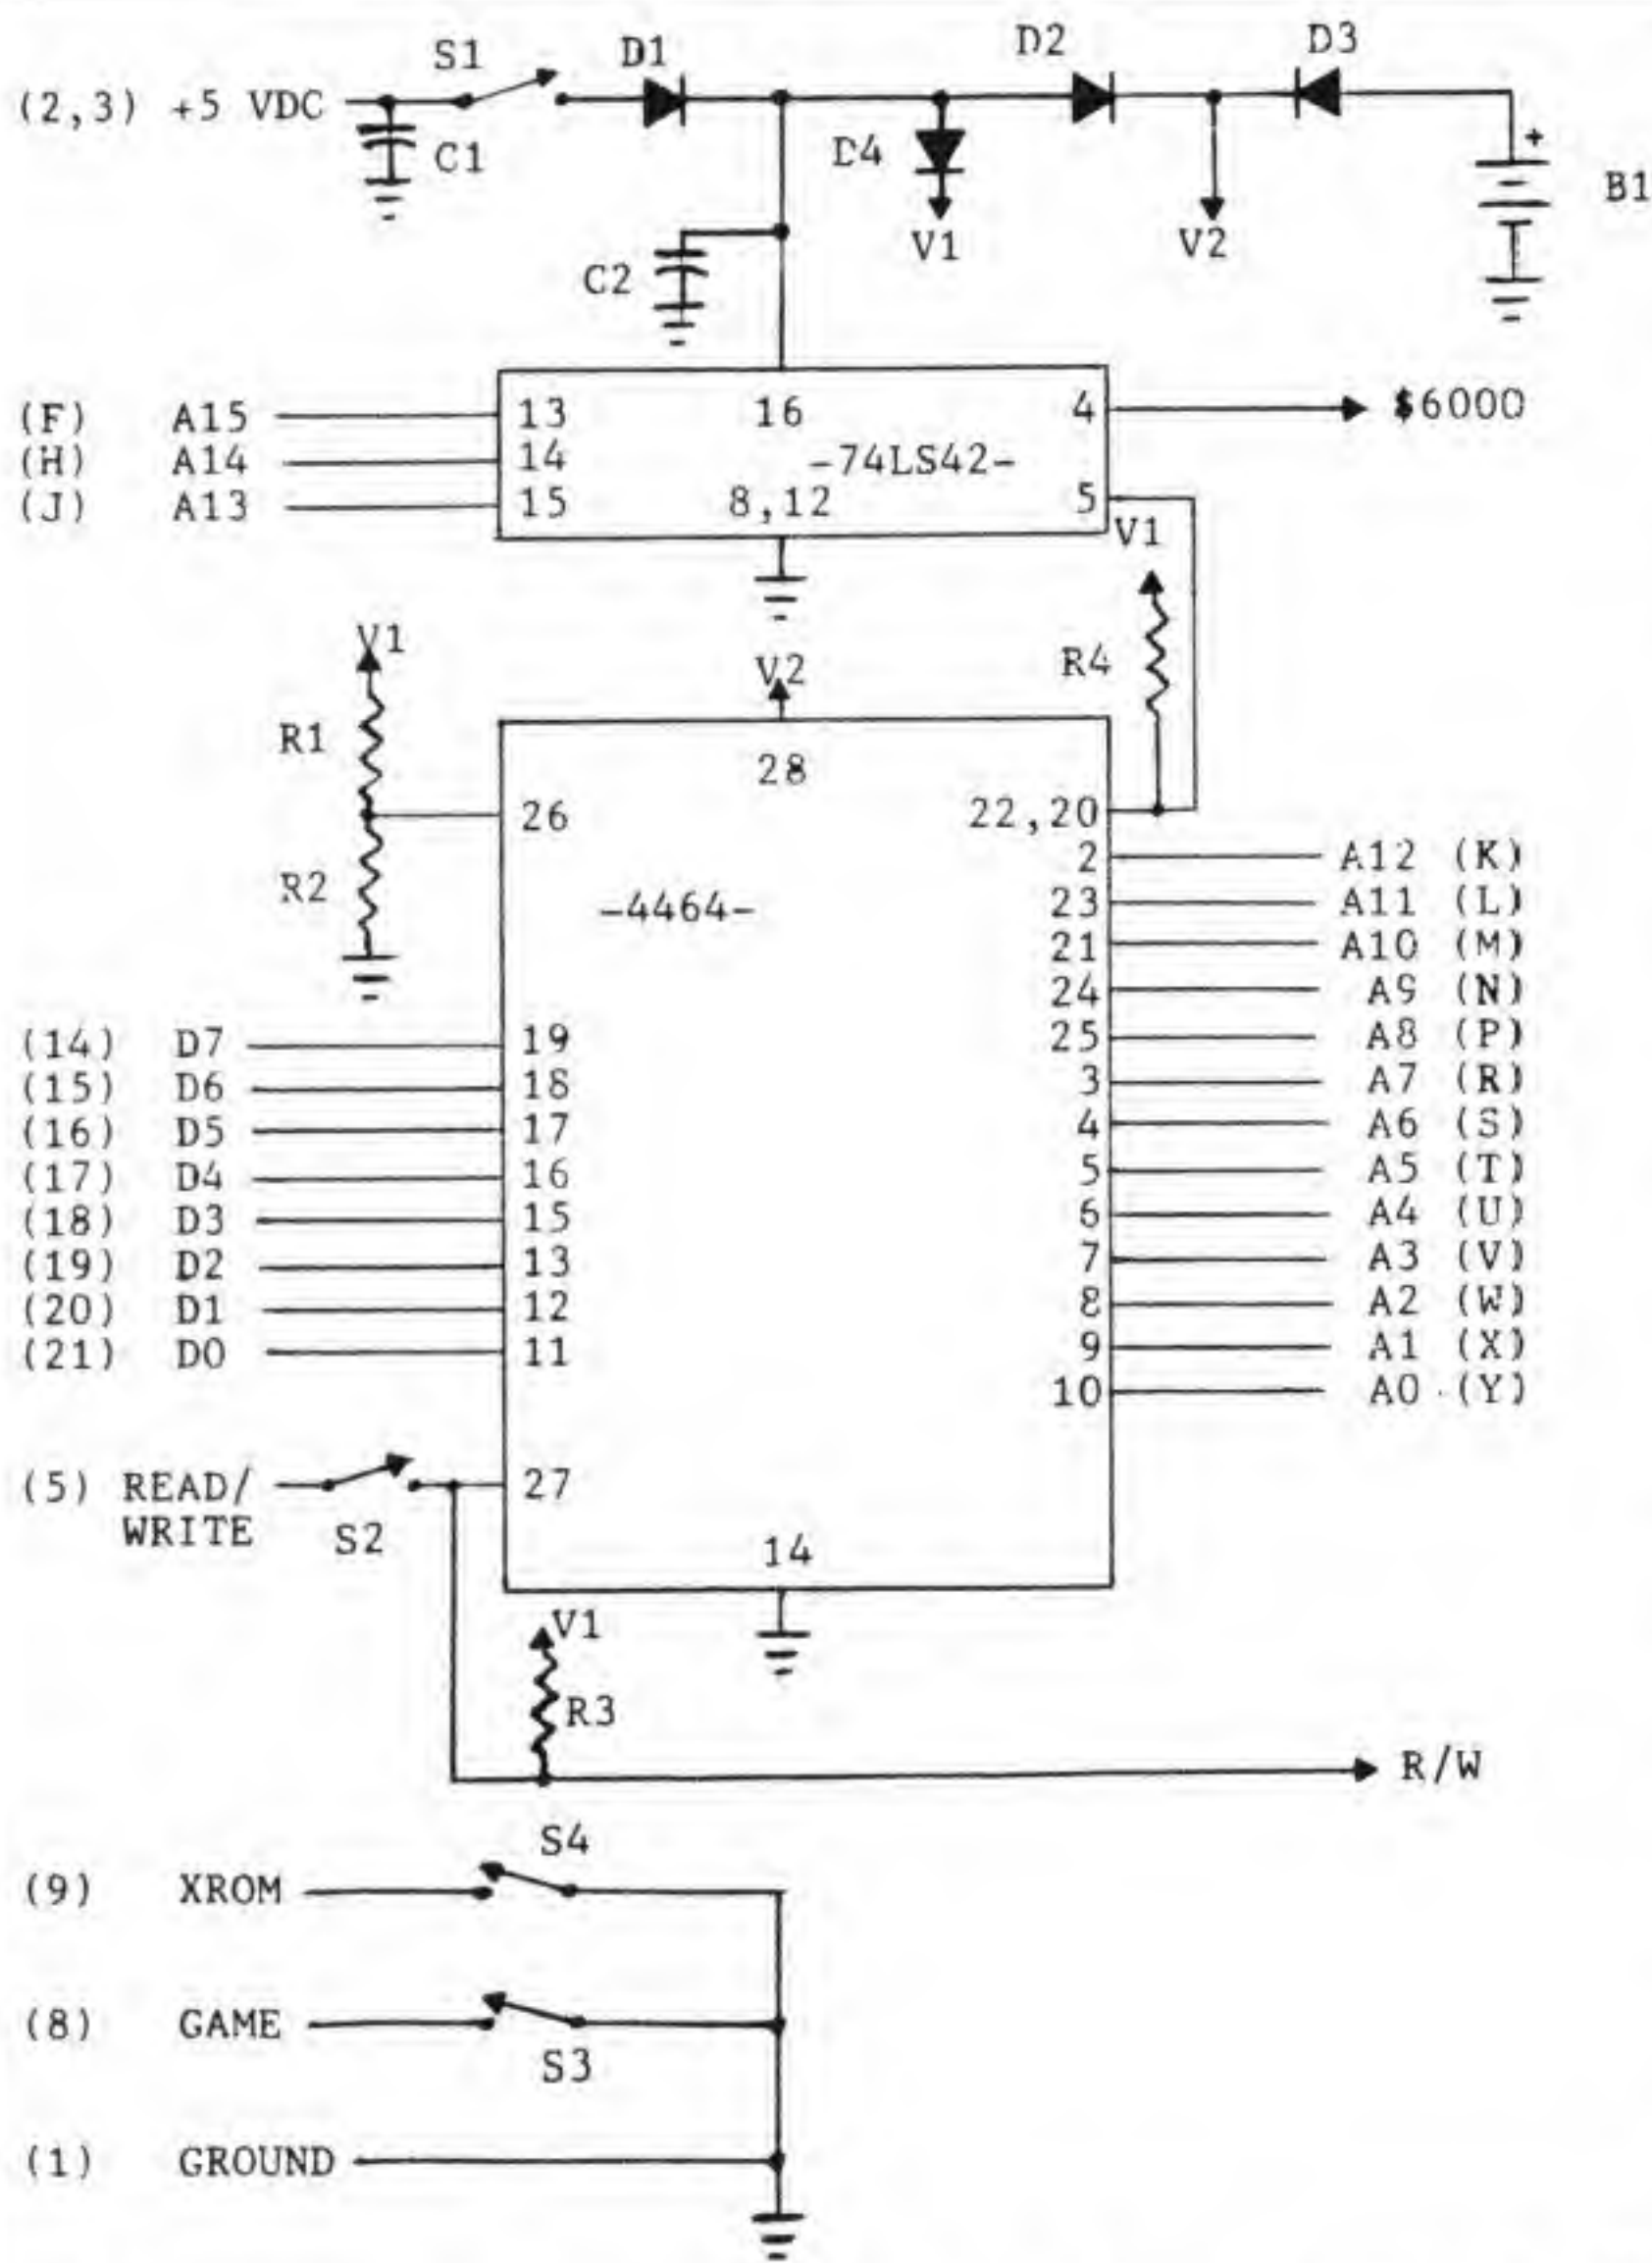 S1 D1 D2 D3
(2,3) +5 VDC
C1 D4 + B1
V1 V2
C2
(F) A15 13 16 4 $6000
(H) A14 14 -74LS42-
(J) A13 15 8,12 5
V1
V1
V2 R4
R1
28
26 22,20
2 A12 (K)
R2 -4464- 23 A11 (L)
21 A10 (M)
24 A9 (N)
(14) D7 19 25 A8 (P)
(15) D6 18 3 A7 (R)
(16) D5 17 4 A6 (S)
(17) D4 16 5 A5 (T)
(18) D3 15 6 A4 (U)
(19) D2 13 7 A3 (V)
(20) D1 12 8 A2 (W)
(21) D0 11 9 A1 (X)
10 A0 (Y)
(5) READ/ 27
WRITE S2
14
V1
R3
R/W
S4
(9) XROM
(8) GAME
S3
(1) GROUND